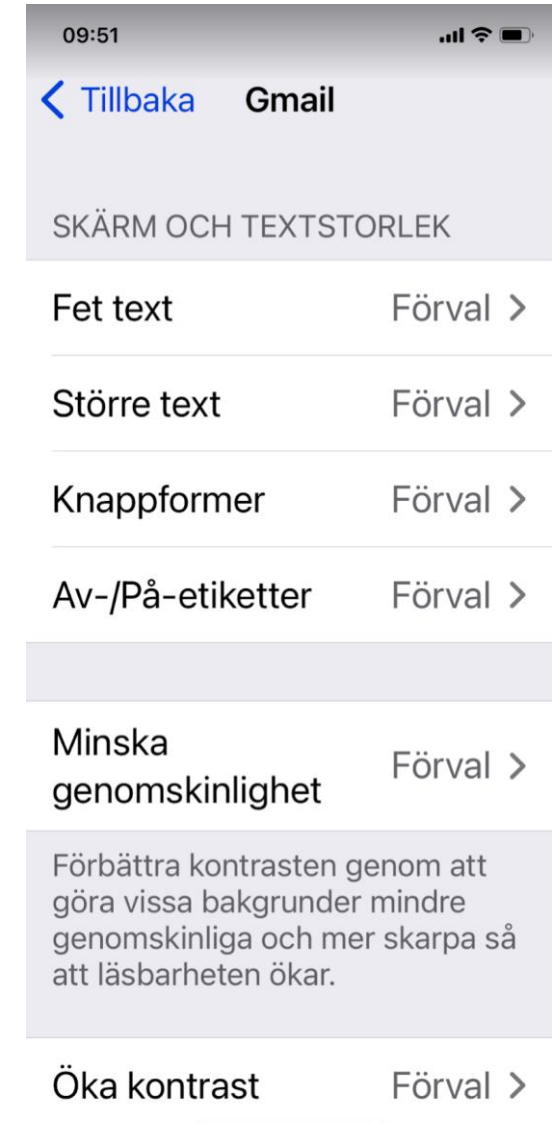 09:51
Tillbaka Gmail
SKÄRM OCH TEXTSTORLEK
Fet text Förval
Större text Förval
Knappformer Förval
Av-/På-etiketter Förval
Minska
genomskinlighet Förval
Förbättra kontrasten genom att
göra vissa bakgrunder mindre
genomskinliga och mer skarpa så
att läsbarheten ökar.
Öka kontrast Förval